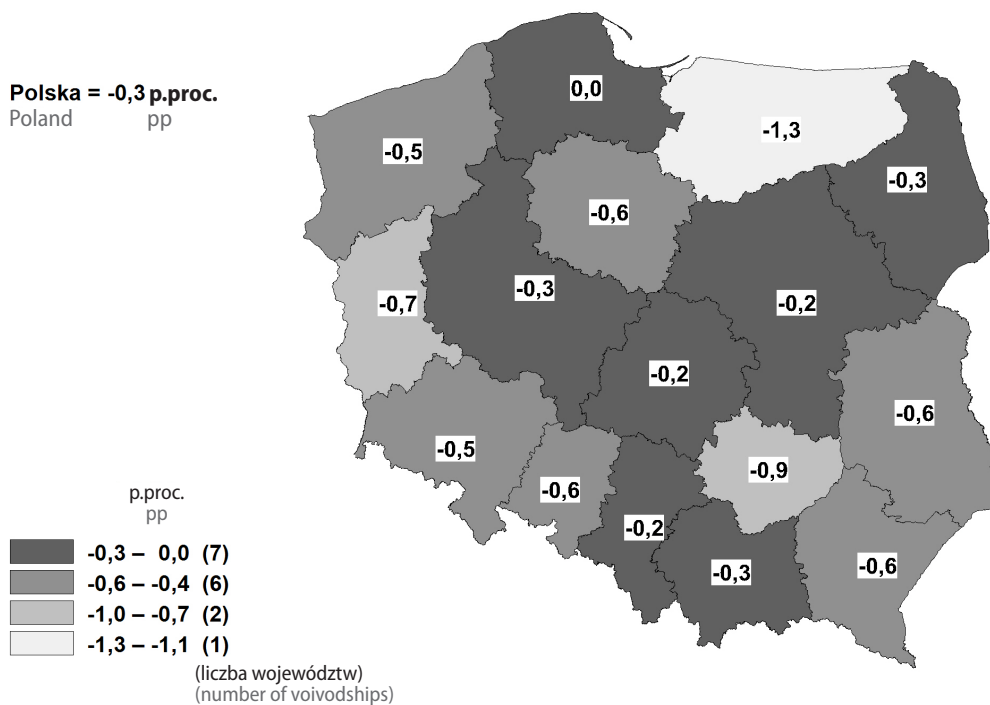 Polska = -0,3 p.proc.
Poland pp
0,0
-1,3
-0,5
-0,3
-0,6
-0,3
-0,7
-0,2
-0,2
-0,6
-0,5
-0,9
-0,6
-0,2
-0,3
-0,6
p.proc.
pp
-0,3 – 0,0 (7)
-0,6 – -0,4 (6)
-1,0 – -0,7 (2)
-1,3 – -1,1 (1)
(liczba województw)
(number of voivodships)